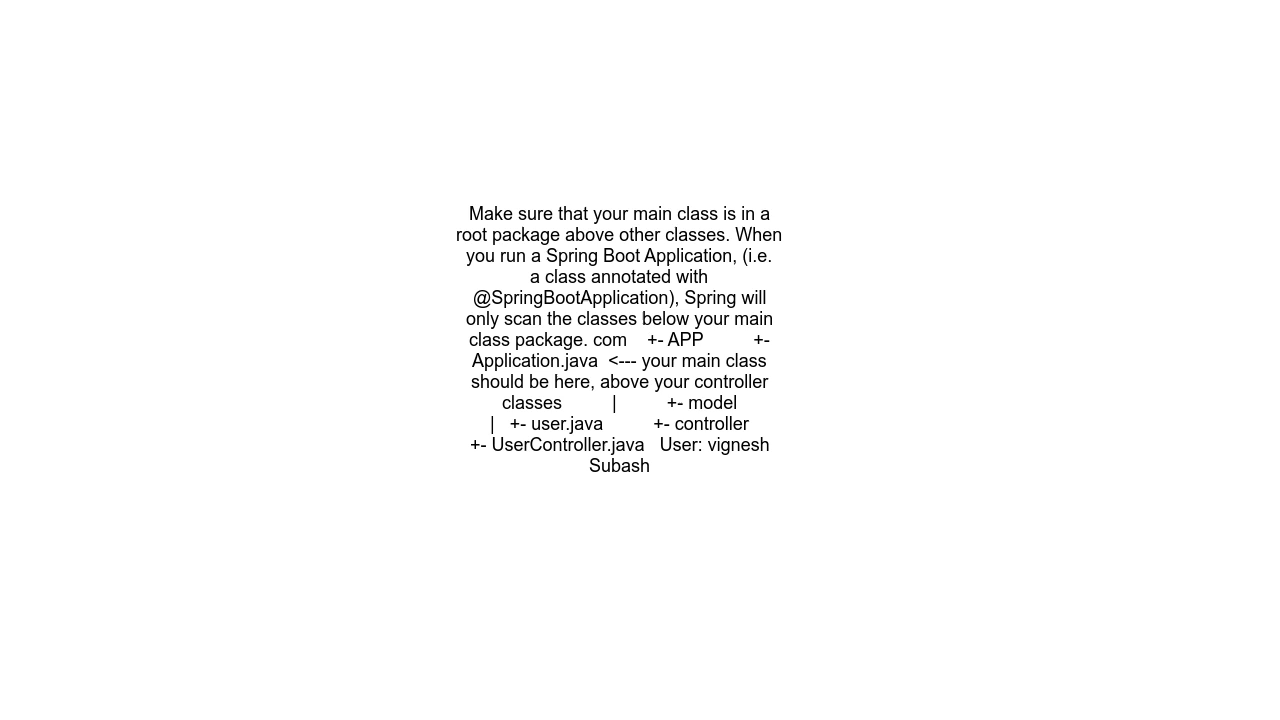 Make sure that your main class is in a
root package above other classes. When
you run a Spring Boot Application, (i.e.
a class annotated with
@SpringBootApplication), Spring will
only scan the classes below your main
class package. com    +- APP          +-
Application.java  <--- your main class
should be here, above your controller
classes          |          +- model
|   +- user.java          +- controller
+- UserController.java   User: vignesh
Subash